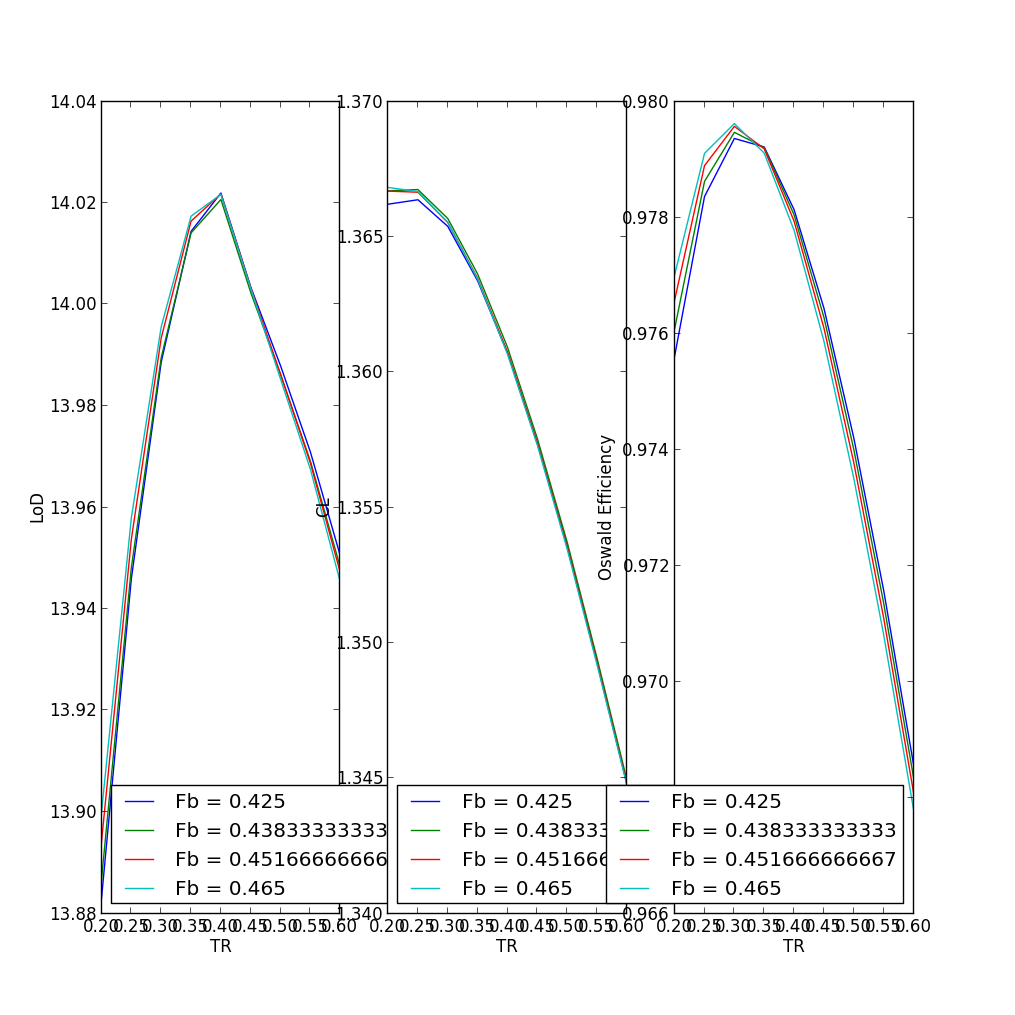 14.04
14.02
14.00
13.98
13.96
13.94
13.92
13.90
13.88
LoD
0.20 0.25 0.30 0.35 0.40 0.45 0.50 0.55 0.60
TR
Fb = 0.425
Fb = 0.43833333333
Fb = 0.45166666666
Fb = 0.465
1.370
1.365
1.360
1.355
1.350
1.345
1.340
CL
0.20 0.25 0.30 0.35 0.40 0.45 0.50 0.55 0.60
TR
Fb = 0.425
Fb = 0.438333
Fb = 0.451666
Fb = 0.465
0.980
0.978
0.976
0.974
0.972
0.970
0.966
Oswald Efficiency
0.20 0.25 0.30 0.35 0.40 0.45 0.50 0.55 0.60
TR
Fb = 0.425
Fb = 0.438333333333
Fb = 0.451666666667
Fb = 0.465